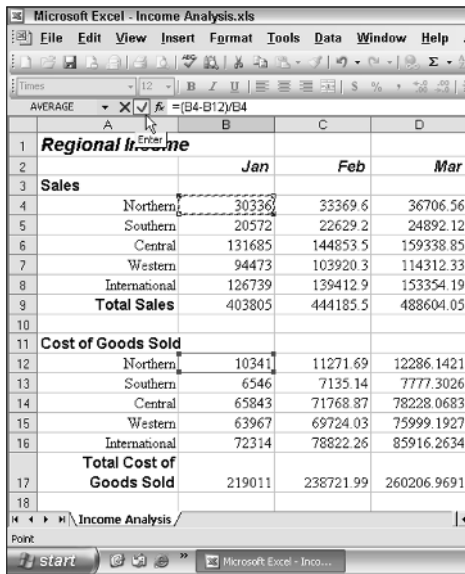 Microsoft Excel - Income Analysis.xls
File Edit View Insert Format Tools Data Window Help
Times 12 B I U $ %
AVERAGE fx =(B4-B12)/B4
Enter
A B C D
1 Regional Income
2 Jan Feb Mar
3 Sales
4 Northern 30336 33369.6 36706.56
5 Southern 20572 22629.2 24892.12
6 Central 131685 144853.5 159338.85
7 Western 94473 103920.3 114312.33
8 International 126739 139412.9 153354.19
9 Total Sales 403805 444185.5 488604.05
10
11 Cost of Goods Sold
12 Northern 10341 11271.69 12286.1421
13 Southern 6546 7135.14 7777.3026
14 Central 65843 71768.87 78228.0683
15 Western 63967 69724.03 75999.1927
16 International 72314 78822.26 85916.2634
Total Cost of
17 Goods Sold 219011 238721.99 260206.9691
18
Income Analysis
Point
start Microsoft Excel - Inco...